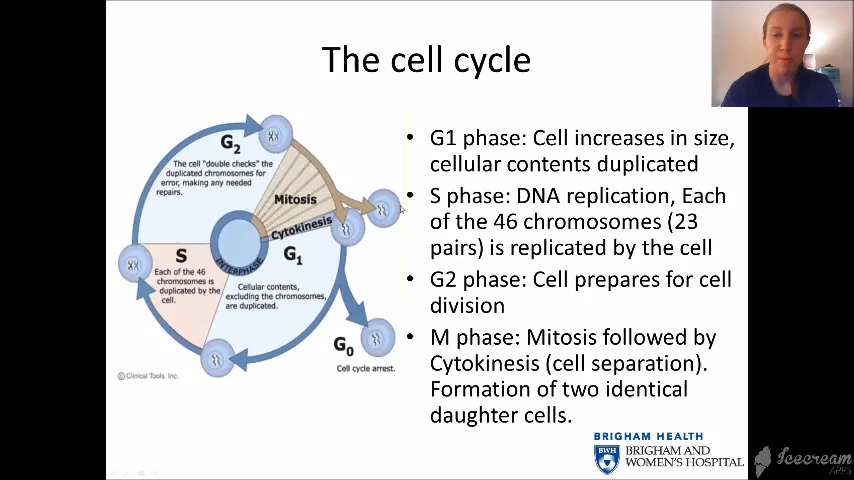 The cell cycle
G2
The cell "double checks" the
duplicated chromosomes for
error, making any needed
repairs.
Mitosis
Cytokinesis
S
Each of the 46
chromosomes is
duplicated by the
cell.
INTERPHASE
G1
Cellular contents,
excluding the chromosomes,
are duplicated.
G0
Cell cycle arrest.
© Clinical Tools, Inc.
• G1 phase: Cell increases in size,
cellular contents duplicated
• S phase: DNA replication, Each
of the 46 chromosomes (23
pairs) is replicated by the cell
• G2 phase: Cell prepares for cell
division
• M phase: Mitosis followed by
Cytokinesis (cell separation).
Formation of two identical
daughter cells.
BRIGHAM HEALTH
BWH
BRIGHAM AND
WOMEN'S HOSPITAL
Icecream
APPS